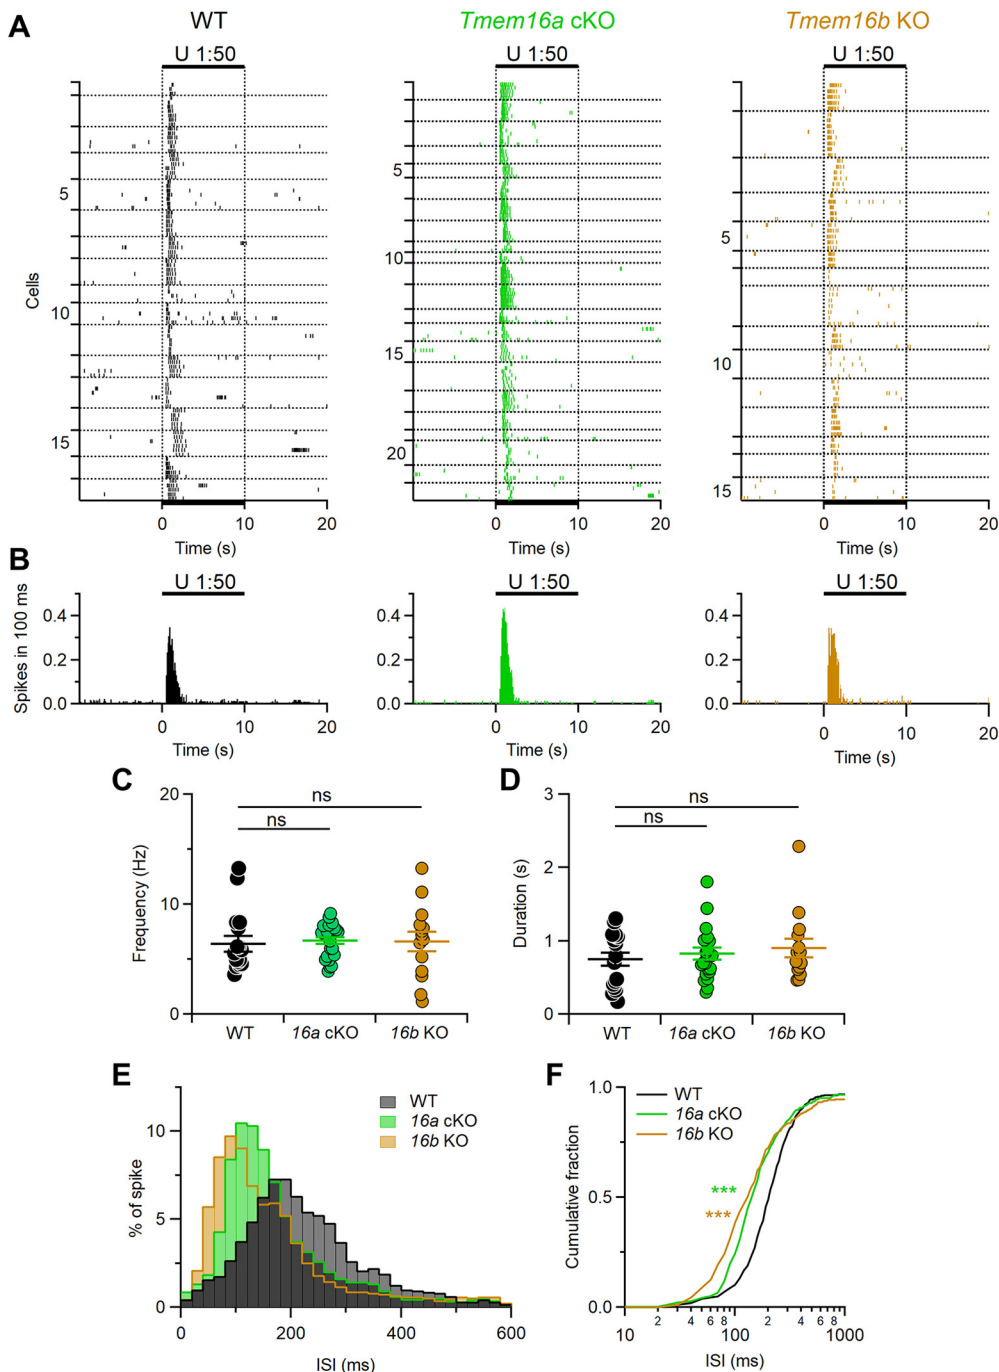 A
WT
Tmem16a cKO
Tmem16b KO
U 1:50
U 1:50
U 1:50
Cells
5
10
15
5
10
15
20
5
10
15
0 10 20
0 10 20
0 10 20
Time (s)
Time (s)
Time (s)
B
U 1:50
U 1:50
U 1:50
Spikes in 100 ms
0.4
0.2
0.0
0.4
0.2
0.0
0.4
0.2
0.0
0 10 20
0 10 20
0 10 20
Time (s)
Time (s)
Time (s)
C
Frequency (Hz)
20
10
0
ns
ns
WT
16a cKO
16b KO
D
Duration (s)
3
2
1
0
ns
ns
WT
16a cKO
16b KO
E
% of spike
10
5
0
WT
16a cKO
16b KO
0 200 400 600
ISI (ms)
F
Cumulative fraction
1.0
0.5
0.0
WT
16a cKO
16b KO
***
***
10 2 4 6 8 100 2 4 6 8 1000
ISI (ms)